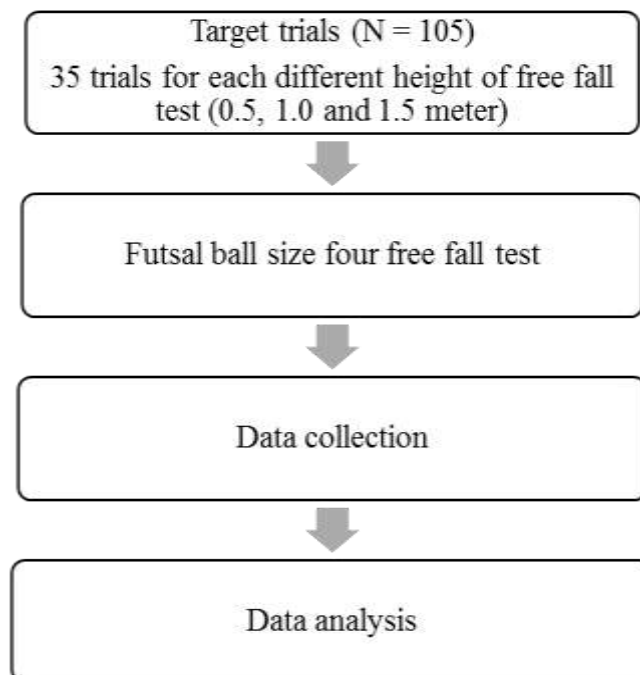 Target trials (N = 105)
35 trials for each different height of free fall
test (0.5, 1.0 and 1.5 meter)
Futsal ball size four free fall test
Data collection
Data analysis